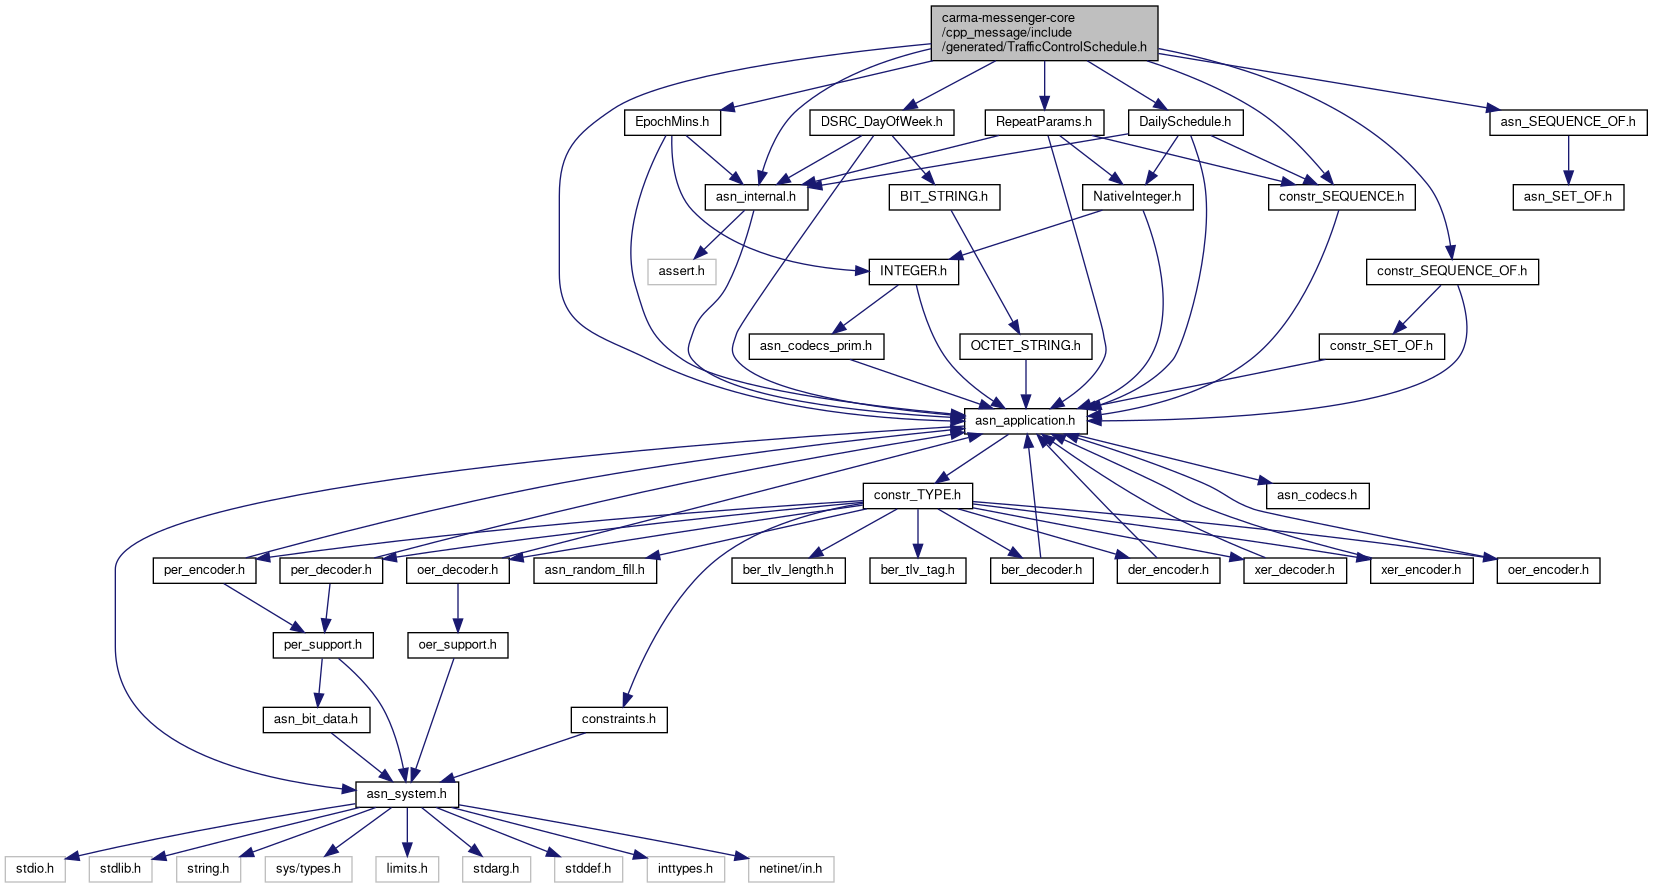 carma-messenger-core
/cpp_message/include
/generated/TrafficControlSchedule.h
EpochMins.h
DSRC_DayOfWeek.h
RepeatParams.h
DailySchedule.h
asn_SEQUENCE_OF.h
asn_internal.h
BIT_STRING.h
NativeInteger.h
constr_SEQUENCE.h
asn_SET_OF.h
assert.h
INTEGER.h
constr_SEQUENCE_OF.h
asn_codecs_prim.h
OCTET_STRING.h
constr_SET_OF.h
asn_application.h
constr_TYPE.h
asn_codecs.h
per_encoder.h
per_decoder.h
oer_decoder.h
asn_random_fill.h
ber_tlv_length.h
ber_tlv_tag.h
ber_decoder.h
der_encoder.h
xer_decoder.h
xer_encoder.h
oer_encoder.h
per_support.h
oer_support.h
asn_bit_data.h
constraints.h
asn_system.h
stdio.h
stdlib.h
string.h
sys/types.h
limits.h
stdarg.h
stddef.h
inttypes.h
netinet/in.h